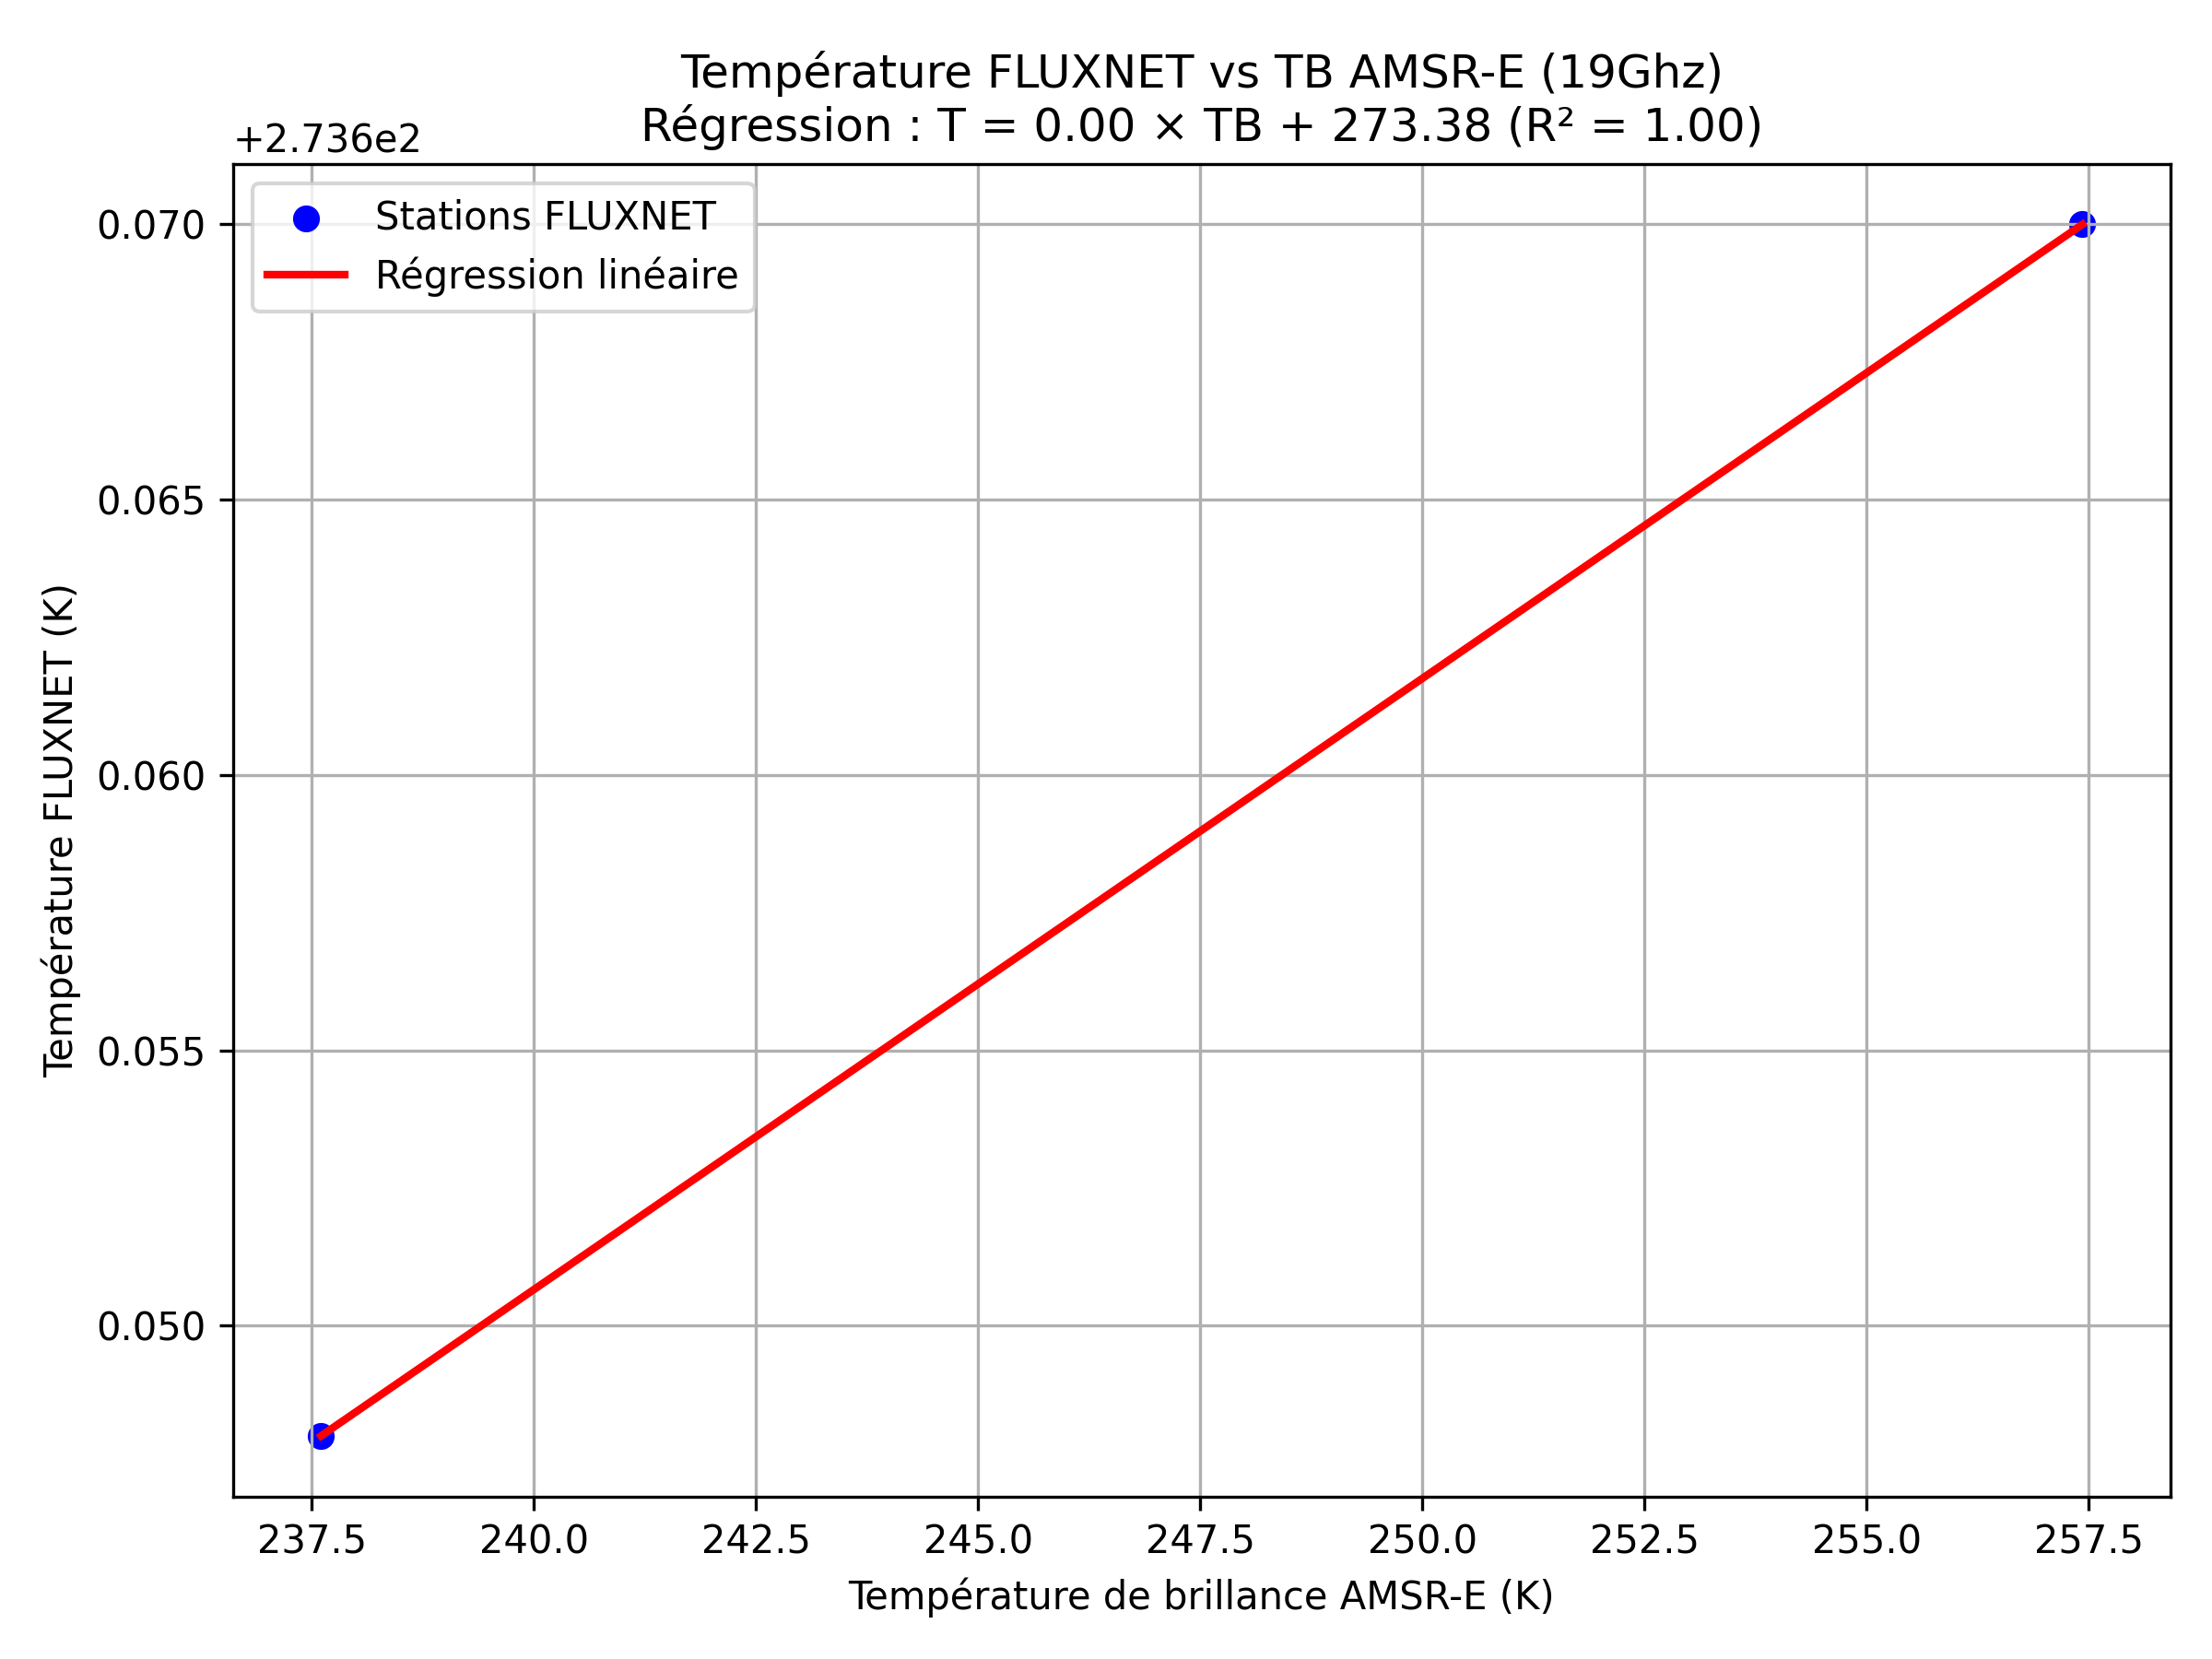 Température FLUXNET vs TB AMSR-E (19Ghz)
Régression : T = 0.00 × TB + 273.38 (R² = 1.00)
+2.736e2
Stations FLUXNET
Régression linéaire
0.070
0.065
0.060
0.055
0.050
Température FLUXNET (K)
237.5 240.0 242.5 245.0 247.5 250.0 252.5 255.0 257.5
Température de brillance AMSR-E (K)